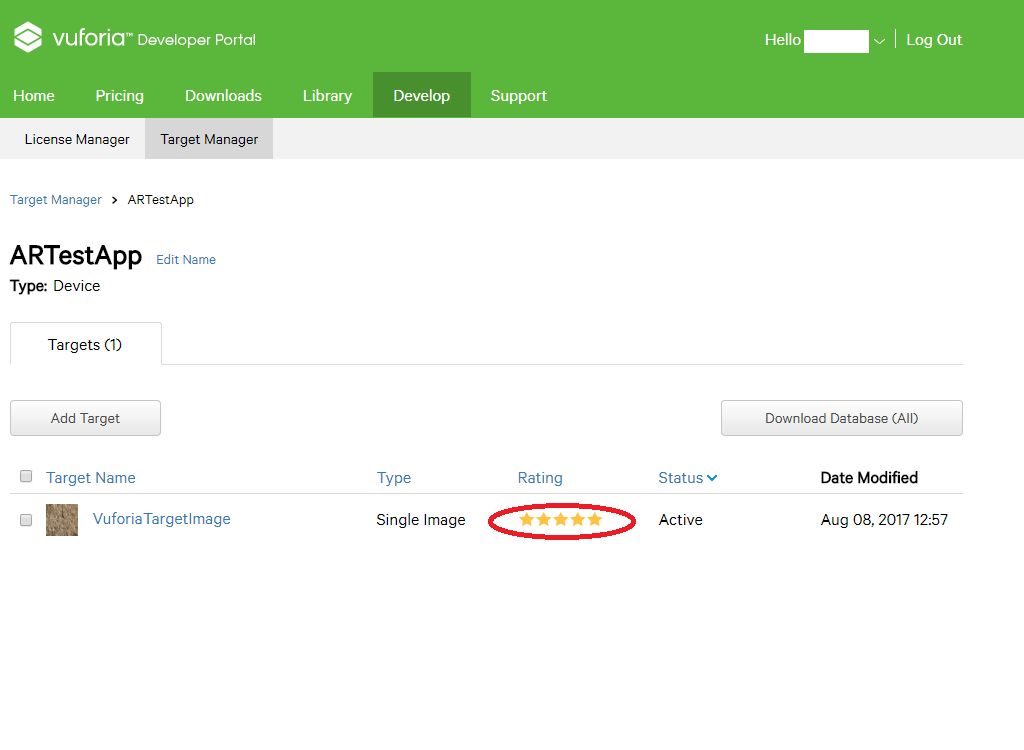 vuforia™ Developer Portal
Hello
Log Out
Home Pricing Downloads Library Develop Support
License Manager Target Manager
Target Manager > ARTestApp
ARTestApp Edit Name
Type: Device
Targets (1)
Add Target Download Database (All)
Target Name Type Rating Status Date Modified
VuforiaTargetImage Single Image Active Aug 08, 2017 12:57